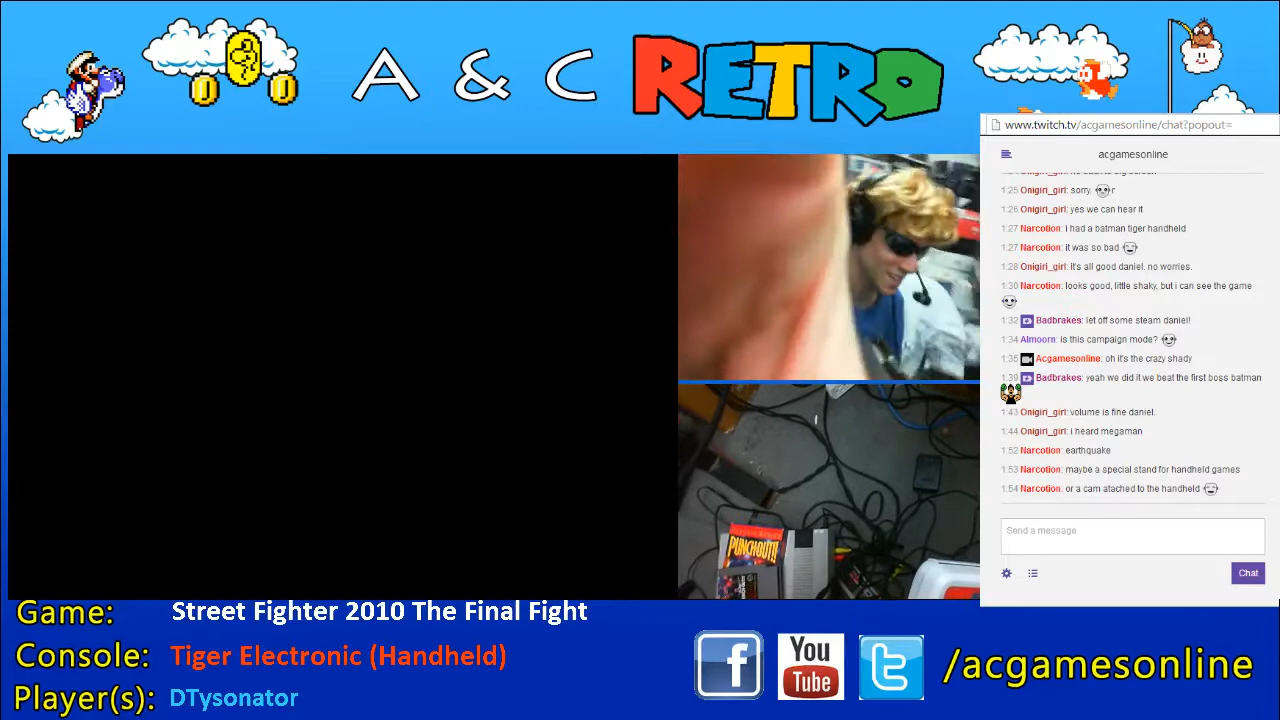 A & C RETRO
www.twitch.tv/acgamesonline/chat?popout=
acgamesonline
1:25 Onigiri_girl: sorry. r
1:26 Onigiri_girl: yes we can hear it
1:27 Narcotion: i had a batman tiger handheld
1:27 Narcotion: it was so bad
1:28 Onigiri_girl: it's all good daniel. no worries.
1:30 Narcotion: looks good, little shaky, but i can see the game
1:32 Badbrakes: let off some steam daniel!
1:34 Almoorn: is this campaign mode?
1:35 Acgamesonline: oh it's the crazy shady
1:39 Badbrakes: yeah we did it we beat the first boss batman
1:43 Onigiri_girl: volume is fine daniel.
1:44 Onigiri_girl: i heard megaman
1:52 Narcotion: earthquake
1:53 Narcotion: maybe a special stand for handheld games
1:54 Narcotion: or a cam atached to the handheld
Send a message
Chat
PUNCH-OUT!!
Game: Street Fighter 2010 The Final Fight
Console: Tiger Electronic (Handheld)
Player(s): DTysonator
f
You
Tube
t
/acgamesonline